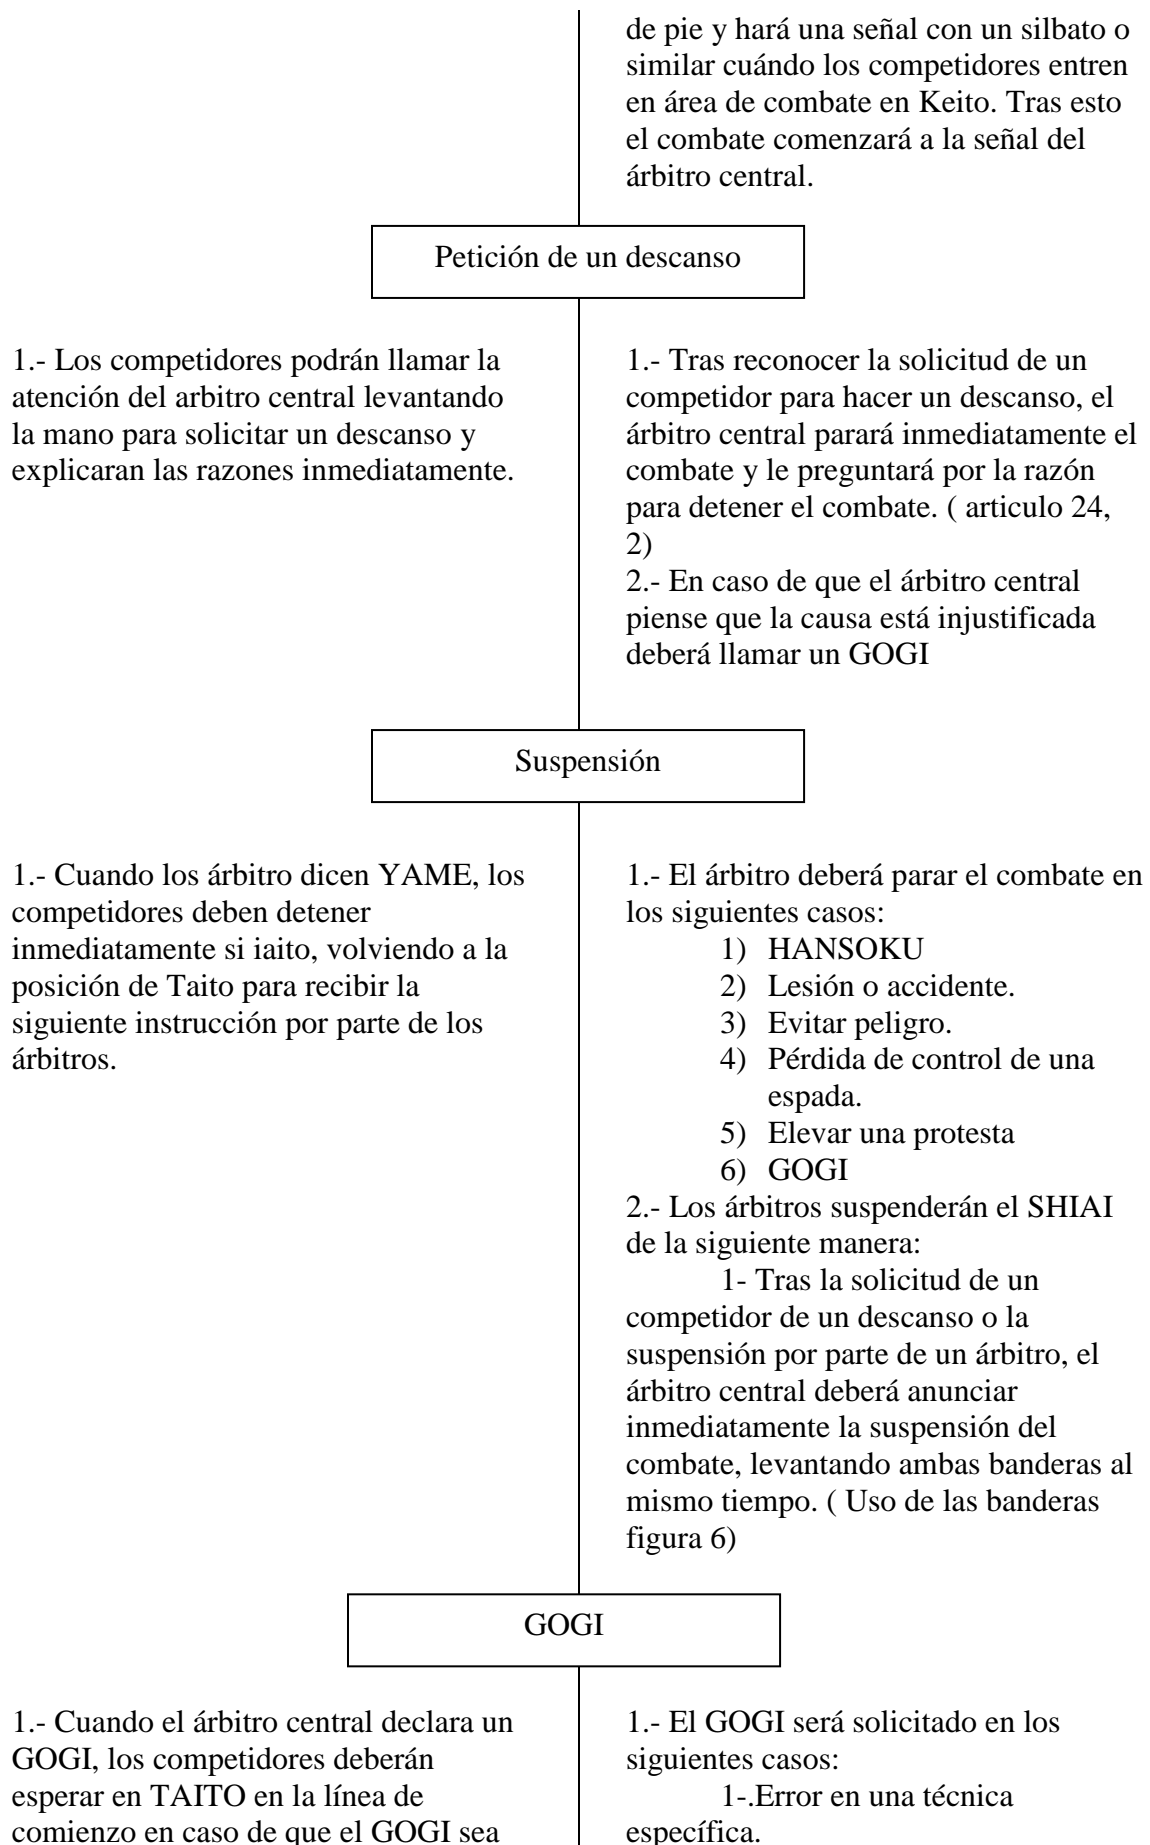 de pie y hará una señal con un silbato o
similar cuándo los competidores entren
en área de combate en Keito. Tras esto
el combate comenzará a la señal del
árbitro central.
Petición de un descanso
1.- Los competidores podrán llamar la
atención del arbitro central levantando
la mano para solicitar un descanso y
explicaran las razones inmediatamente.
1.- Tras reconocer la solicitud de un
competidor para hacer un descanso, el
árbitro central parará inmediatamente el
combate y le preguntará por la razón
para detener el combate. ( articulo 24,
2)
2.- En caso de que el árbitro central
piense que la causa está injustificada
deberá llamar un GOGI
Suspensión
1.- Cuando los árbitro dicen YAME, los
competidores deben detener
inmediatamente si iaito, volviendo a la
posición de Taito para recibir la
siguiente instrucción por parte de los
árbitros.
1.- El árbitro deberá parar el combate en
los siguientes casos:
1) HANSOKU
2) Lesión o accidente.
3) Evitar peligro.
4) Pérdida de control de una
espada.
5) Elevar una protesta
6) GOGI
2.- Los árbitros suspenderán el SHIAI
de la siguiente manera:
1- Tras la solicitud de un
competidor de un descanso o la
suspensión por parte de un árbitro, el
árbitro central deberá anunciar
inmediatamente la suspensión del
combate, levantando ambas banderas al
mismo tiempo. ( Uso de las banderas
figura 6)
GOGI
1.- Cuando el árbitro central declara un
GOGI, los competidores deberán
esperar en TAITO en la línea de
comienzo en caso de que el GOGI sea
1.- El GOGI será solicitado en los
siguientes casos:
1-.Error en una técnica
específica.